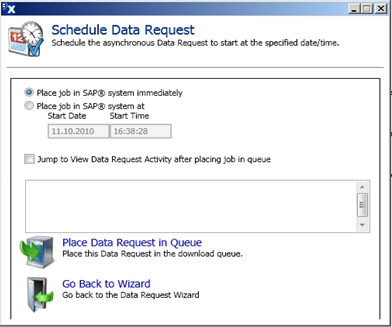 X
Schedule Data Request
Schedule the asynchronous Data Request to start at the specified date/time.
Place job in SAP® system immediately
Place job in SAP® system at
Start Date Start Time
11.10.2010 16:38:28
Jump to View Data Request Activity after placing job in queue
Place Data Request in Queue
Place this Data Request in the download queue.
Go Back to Wizard
Go back to the Data Request Wizard